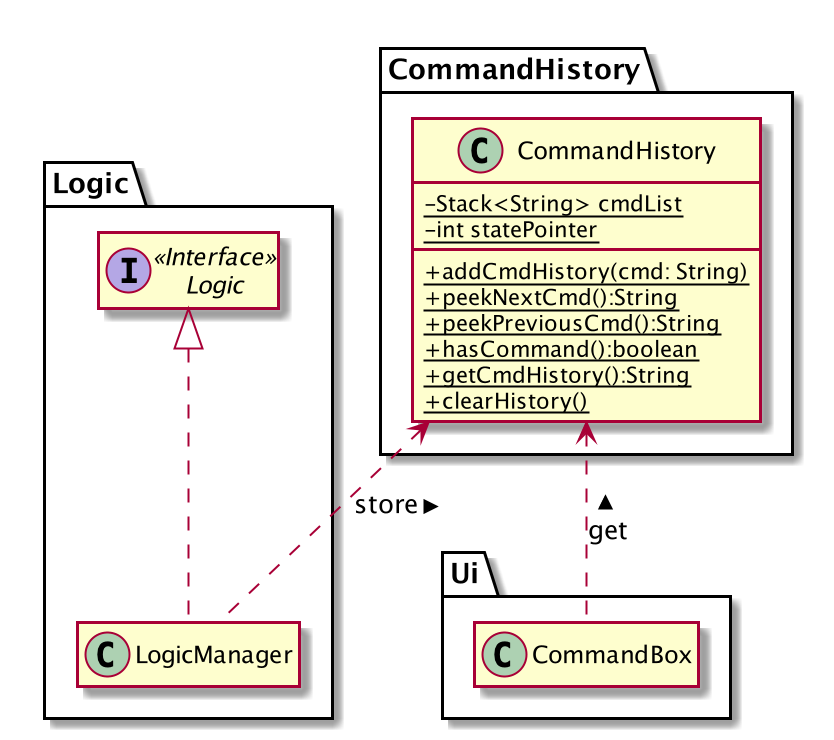 CommandHistory
C CommandHistory
-Stack<String> cmdList
-int statePointer
+addCmdHistory(cmd: String)
+peekNextCmd():String
+peekPreviousCmd():String
+hasCommand():boolean
+getCmdHistory():String
+clearHistory()
Logic
I «Interface»
Logic
store ▶
▲
get
Ui
C LogicManager
C CommandBox